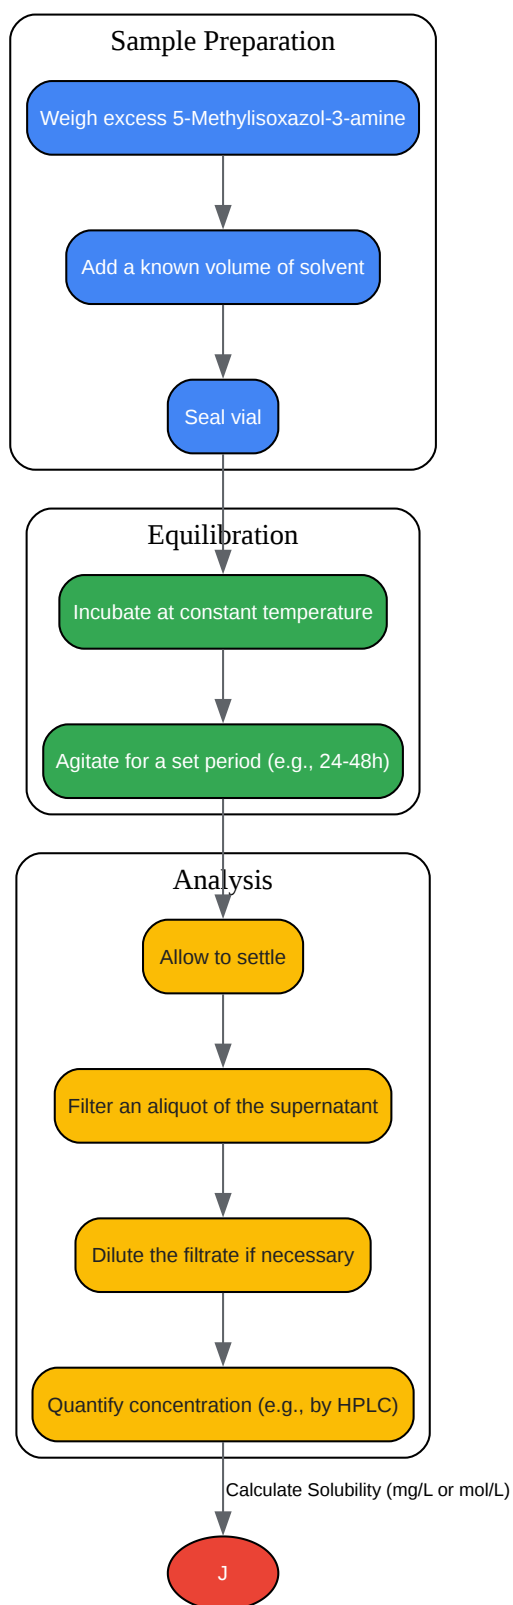 Sample Preparation
Weigh excess 5-Methylisoxazol-3-amine
Add a known volume of solvent
Seal vial
Equilibration
Incubate at constant temperature
Agitate for a set period (e.g., 24-48h)
Analysis
Allow to settle
Filter an aliquot of the supernatant
Dilute the filtrate if necessary
Quantify concentration (e.g., by HPLC)
Calculate Solubility (mg/L or mol/L)
J